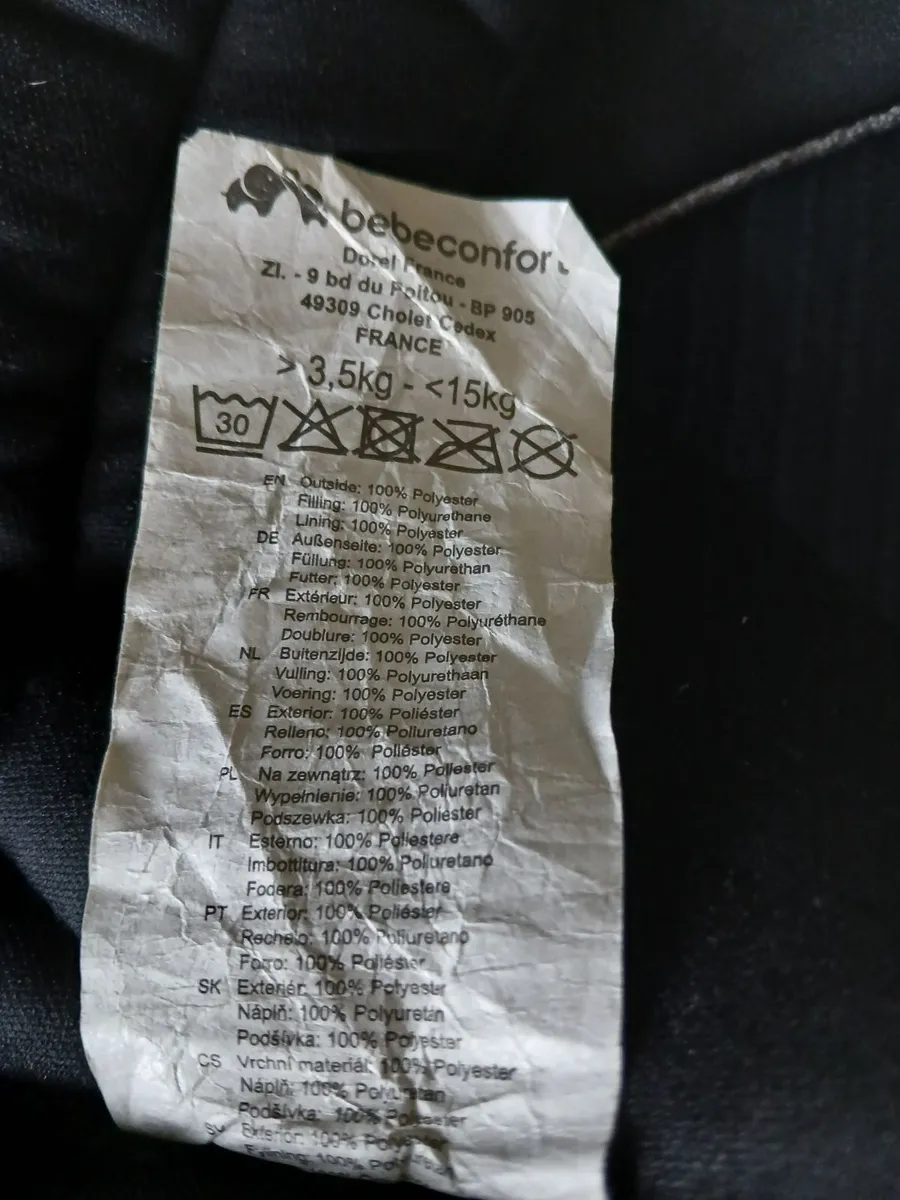 bebeconfort
Dorel France
ZI. - 9 bd du Poitou - BP 905
49309 Cholet Cedex
FRANCE
> 3,5kg - <15kg
30
EN Outside: 100% Polyester
Filling: 100% Polyurethane
Lining: 100% Polyester
DE Außenseite: 100% Polyester
Füllung: 100% Polyurethan
Futter: 100% Polyester
FR Extérieur: 100% Polyester
Rembourrage: 100% Polyuréthane
Doublure: 100% Polyester
NL Buitenzijde: 100% Polyester
Vulling: 100% Polyurethaan
Voering: 100% Polyester
ES Exterior: 100% Poliéster
Relleno: 100% Poliuretano
Forro: 100% Poliéster
PL Na zewnątrz: 100% Poliester
Wypełnienie: 100% Poliuretan
Podszewka: 100% Poliester
IT Esterno: 100% Poliestere
Imbottitura: 100% Poliuretano
Fodera: 100% Poliestere
PT Exterior: 100% Poliéster
Recheio: 100% Poliuretano
Forro: 100% Poliéster
SK Exteriér: 100% Polyester
Náplň: 100% Polyuretán
Podšívka: 100% Polyester
CS Vrchní materiál: 100% Polyester
Náplň: 100% Polyuretan
Podšívka: 100% Polyester
SV Exteriör: 100% Polyester
100%